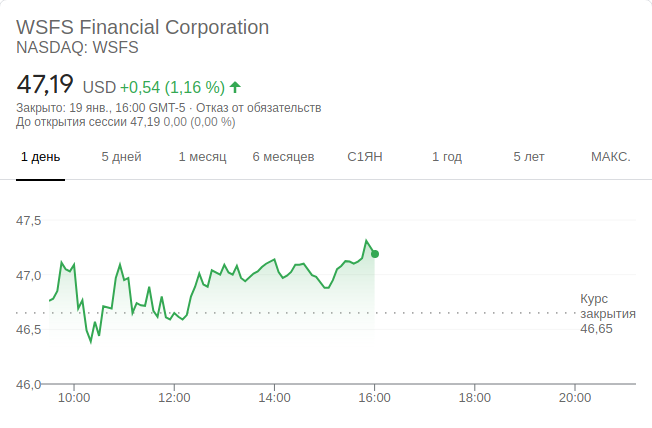 WSFS Financial Corporation
NASDAQ: WSFS
47,19 USD +0,54 (1,16 %)
Закрыто: 19 янв., 16:00 GMT-5 · Отказ от обязательств
До открытия сессии 47,19 0,00 (0,00 %)
1 день 5 дней 1 месяц 6 месяцев С1ЯН 1 год 5 лет МАКС.
47,5
47,0
Курс
закрытия
46,65
46,5
46,0
10:00 12:00 14:00 16:00 18:00 20:00